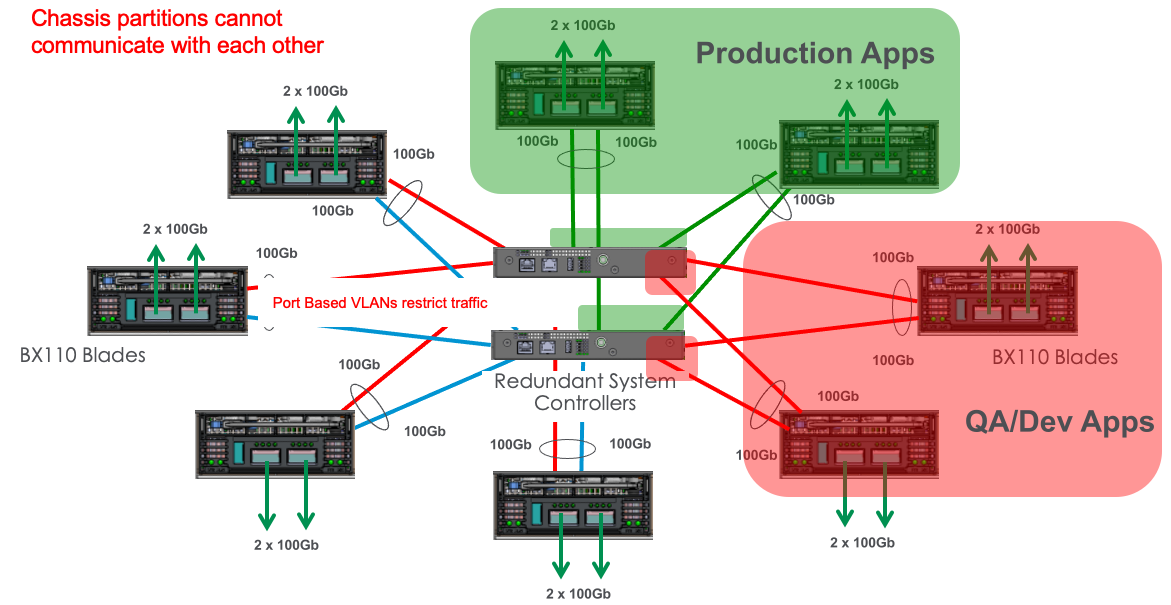 Chassis partitions cannot
communicate with each other
2 x 100Gb
Production Apps
2 x 100Gb
2 x 100Gb
100Gb
100Gb
100Gb
100Gb
100Gb
100Gb
2 x 100Gb
2 x 100Gb
100Gb
100Gb
Port Based VLANs restrict traffic
BX110 Blades
BX110 Blades
100Gb
100Gb
Redundant System
Controllers
100Gb
QA/Dev Apps
100Gb
100Gb
100Gb
100Gb
2 x 100Gb
2 x 100Gb
2 x 100Gb